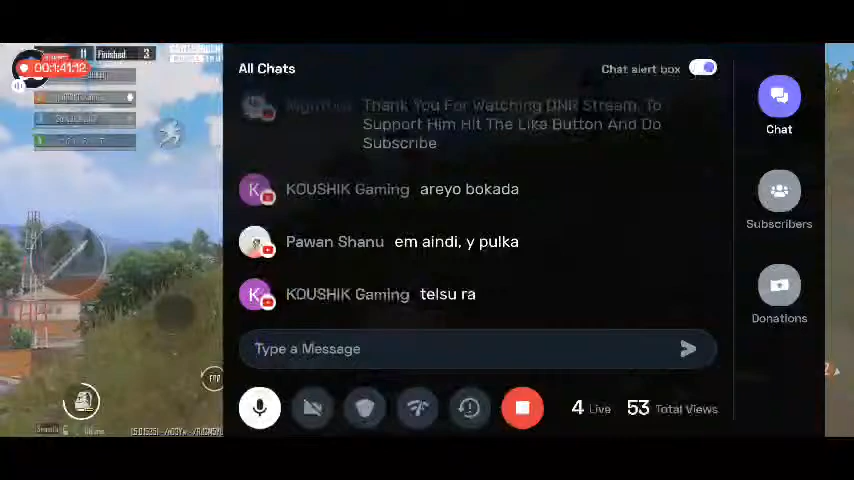 Finished 3
00:1:41:12
All Chats
Chat alert box
Thank You For Watching DNR Stream, To
Support Him Hit The Like Button And Do
Subscribe
KOUSHIK Gaming areyo bokada
Pawan Shanu em aindi, y pulka
KOUSHIK Gaming telsu ra
Type a Message
4 Live 53 Total Views
Chat
Subscribers
Donations